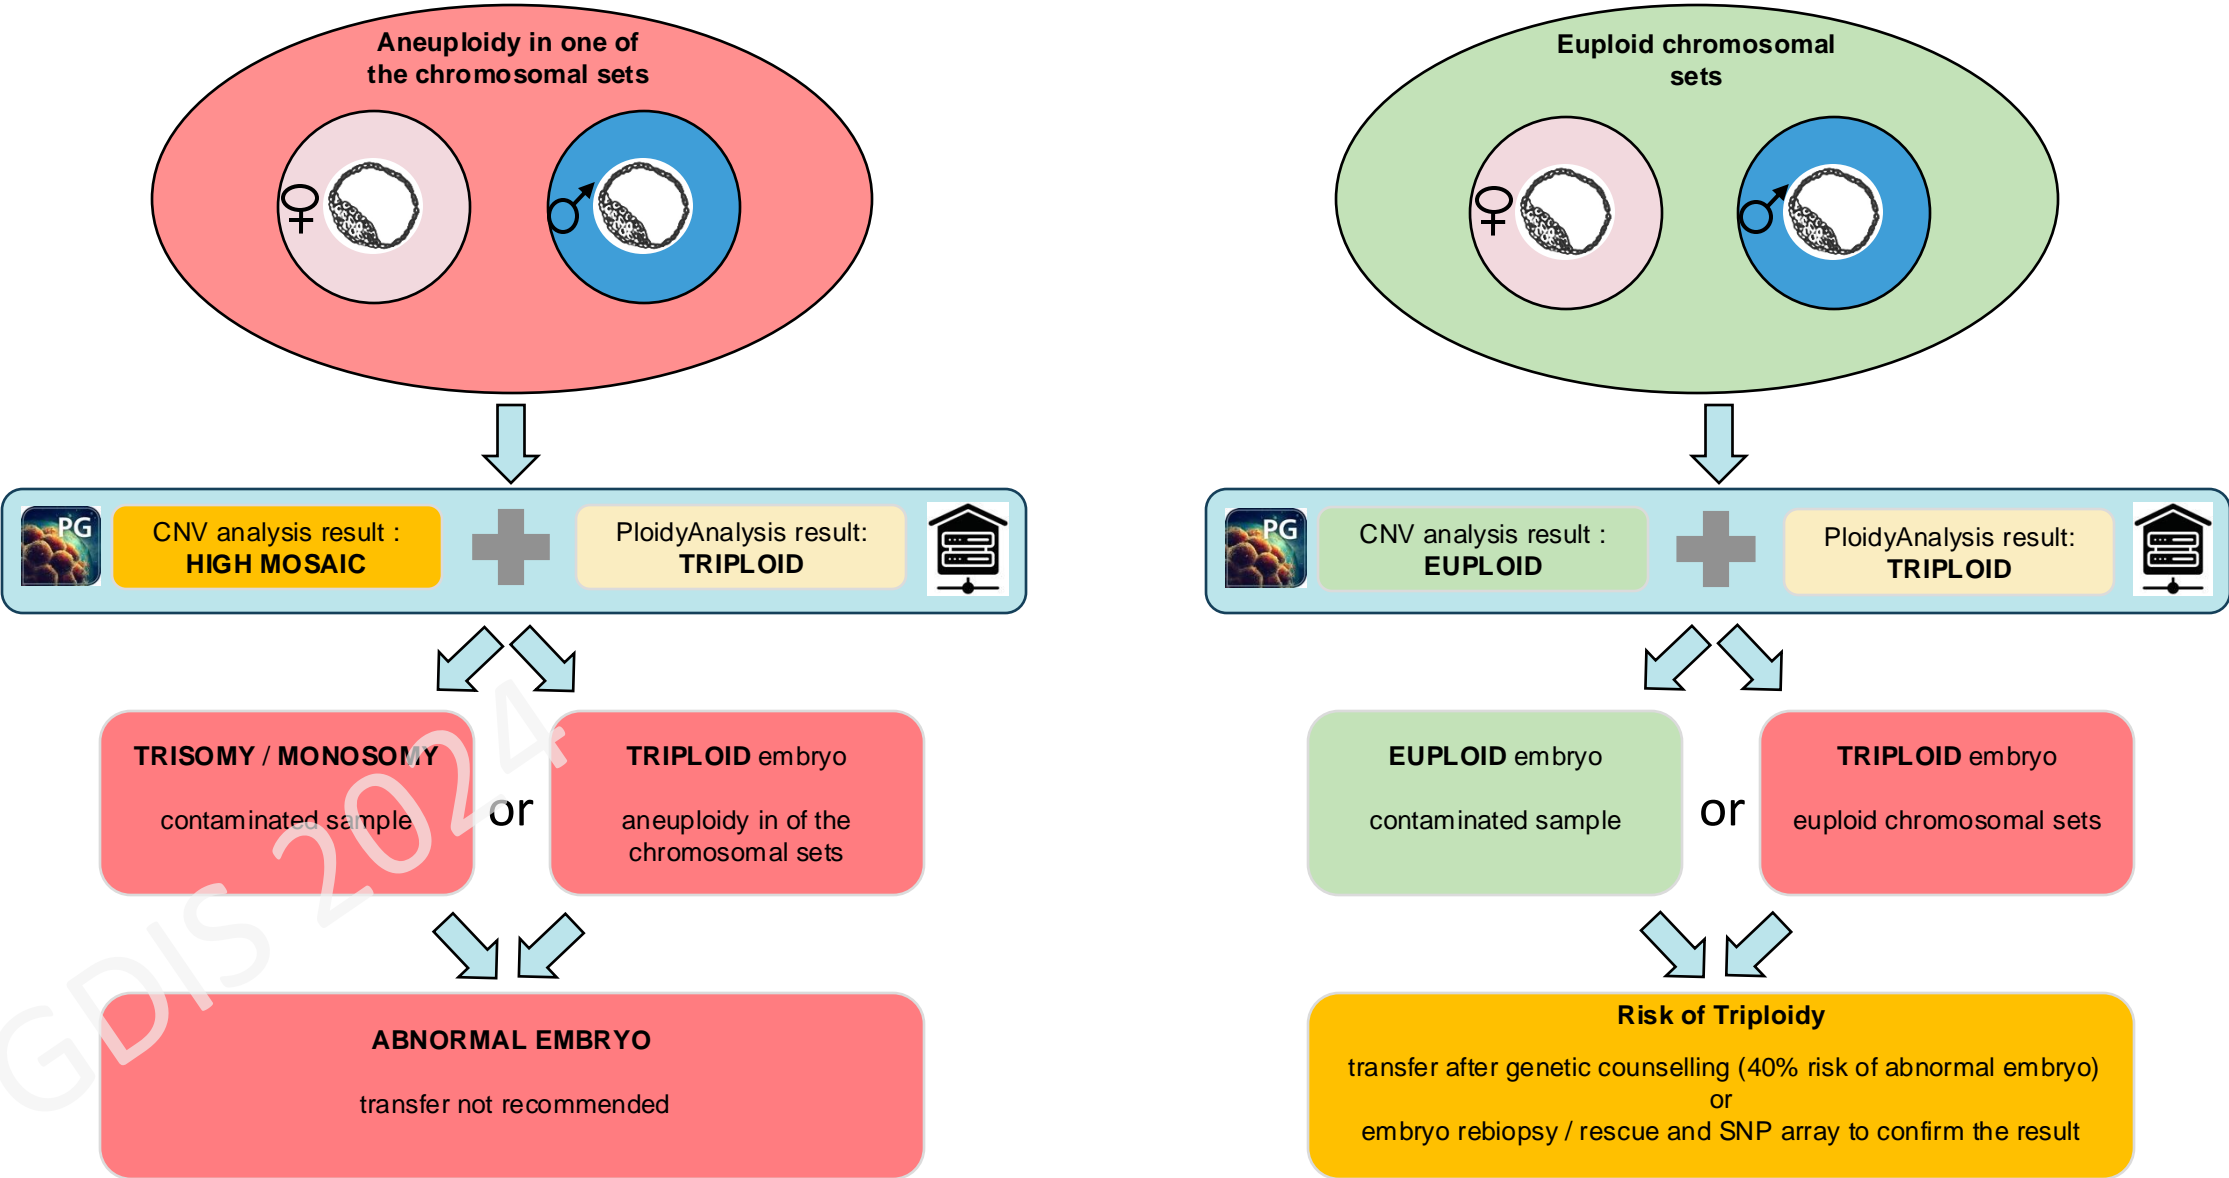 Aneuploidy in one of
the chromosomal sets
♀
♂
PG
CNV analysis result :
HIGH MOSAIC
PloidyAnalysis result:
TRIPLOID
TRISOMY / MONOSOMY
contaminated sample
or
TRIPLOID embryo
aneuploidy in of the
chromosomal sets
ABNORMAL EMBRYO
transfer not recommended
Euploid chromosomal
sets
♀
♂
PG
CNV analysis result :
EUPLOID
PloidyAnalysis result:
TRIPLOID
EUPLOID embryo
contaminated sample
or
TRIPLOID embryo
euploid chromosomal sets
Risk of Triploidy
transfer after genetic counselling (40% risk of abnormal embryo)
or
embryo rebiopsy / rescue and SNP array to confirm the result
GDIS 2024